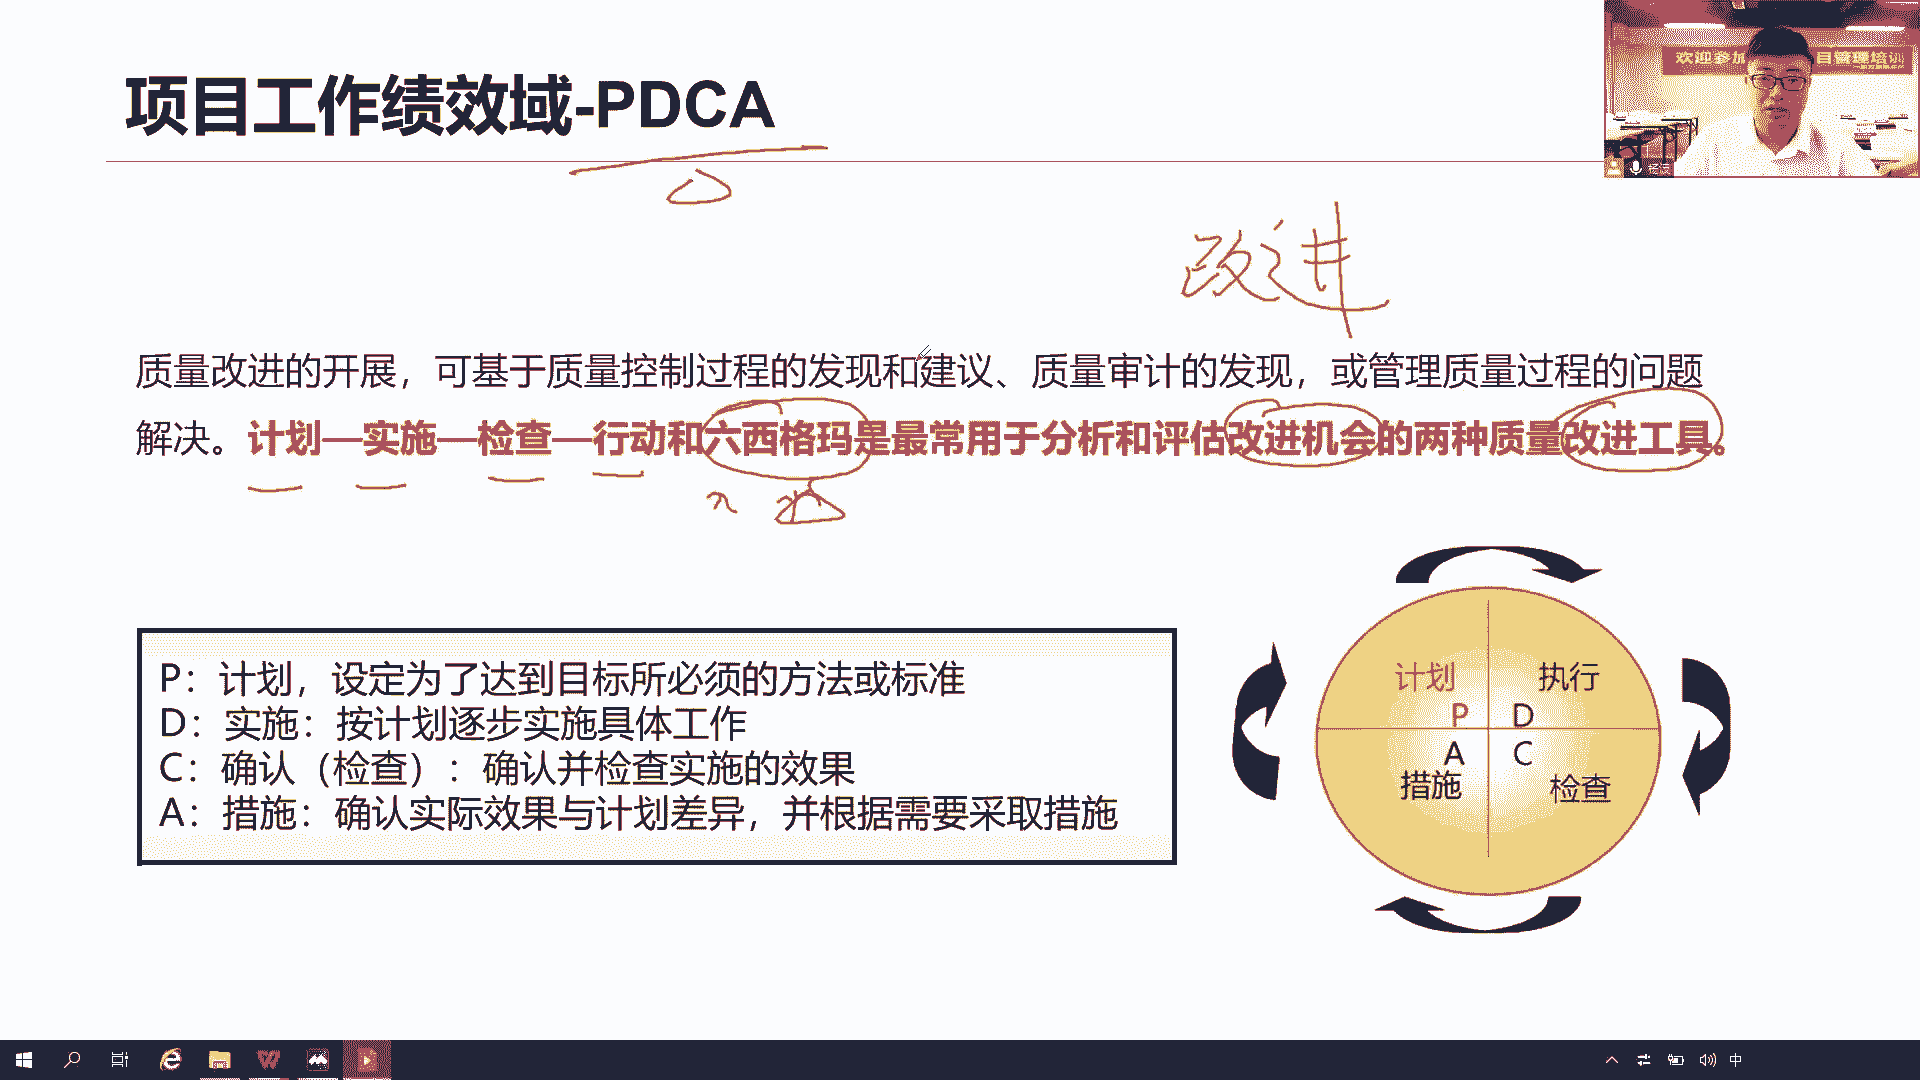 项目工作绩效域-PDCA
欢迎参加
目管理培训
改进
质量改进的开展，可基于质量控制过程的发现和建议、质量审计的发现，或管理质量过程的问题
解决。计划—实施—检查—行动和六西格玛是最常用于分析和评估改进机会的两种质量改进工具。
P：计划，设定为了达到目标所必须的方法或标准
D：实施：按计划逐步实施具体工作
C：确认（检查）：确认并检查实施的效果
A：措施：确认实际效果与计划差异，并根据需要采取措施
计划 执行
P D
A C
措施 检查
中